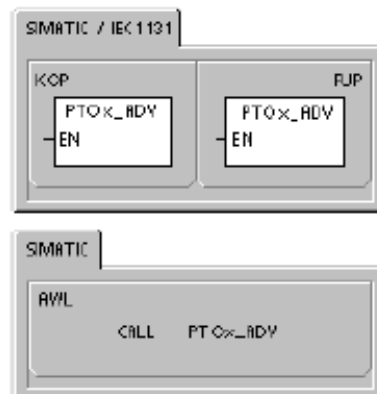 SIMATIC / IEC 1131
KOP FUP
PTOx_ADV PTOx_ADV
EN EN
SIMATIC
AWL
CALL PTOx_ADV